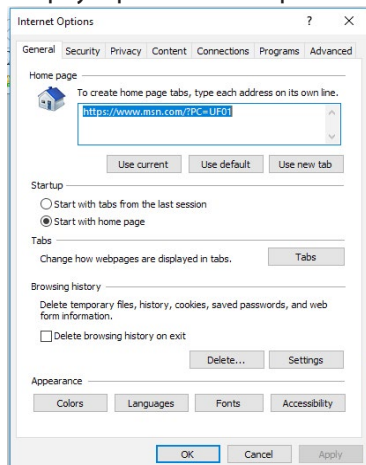 Internet Options ? X
General Security Privacy Content Connections Programs Advanced
Home page
To create home page tabs, type each address on its own line.
https://www.msn.com/?PC=UF01
Use current Use default Use new tab
Startup
Start with tabs from the last session
Start with home page
Tabs
Change how webpages are displayed in tabs. Tabs
Browsing history
Delete temporary files, history, cookies, saved passwords, and web
form information.
Delete browsing history on exit
Delete... Settings
Appearance
Colors Languages Fonts Accessibility
OK Cancel Apply